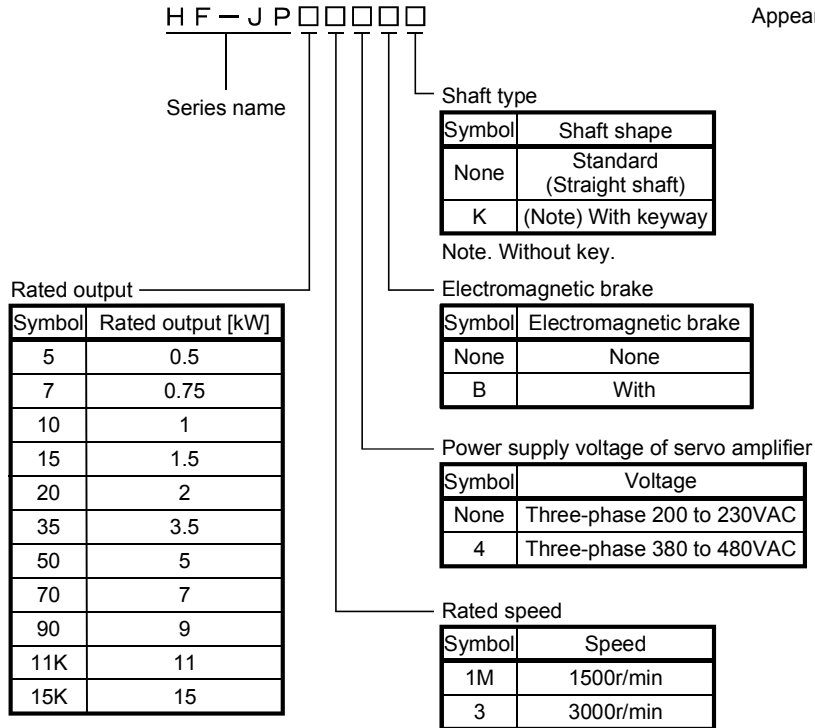 HF-JP□□□□□
Appear
Series name
Shaft type
Symbol Shaft shape
None Standard
(Straight shaft)
K (Note) With keyway
Note. Without key.
Electromagnetic brake
Symbol Electromagnetic brake
None None
B With
Power supply voltage of servo amplifier
Symbol Voltage
None Three-phase 200 to 230VAC
4 Three-phase 380 to 480VAC
Rated speed
Symbol Speed
1M 1500r/min
3 3000r/min
Rated output
Symbol Rated output [kW]
5 0.5
7 0.75
10 1
15 1.5
20 2
35 3.5
50 5
70 7
90 9
11K 11
15K 15